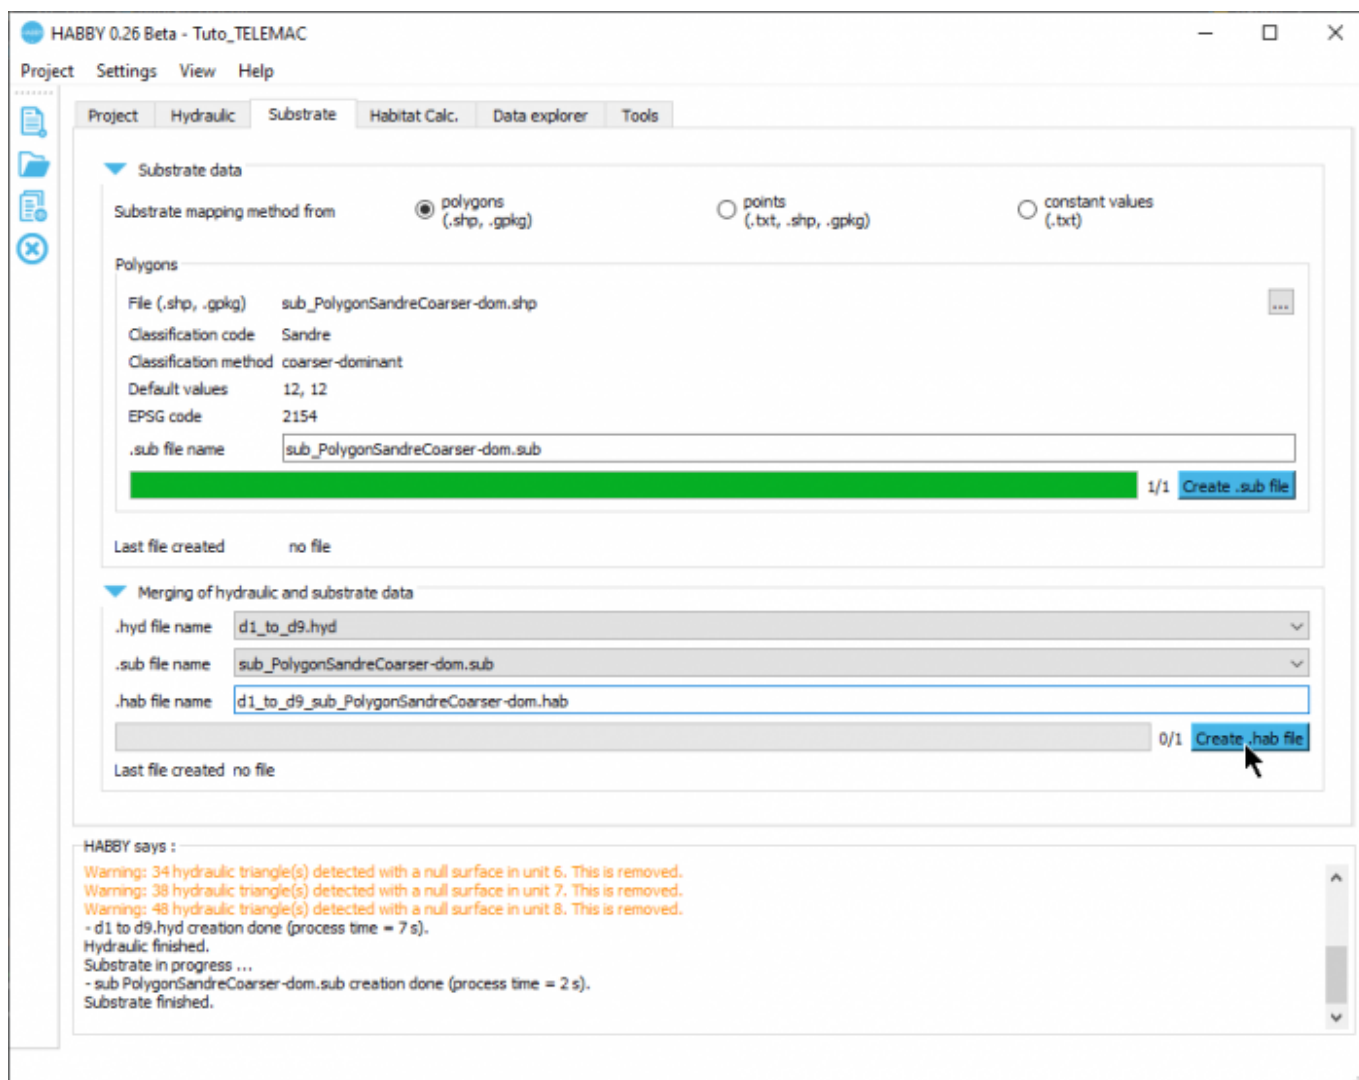 HABBY 0.26 Beta - Tuto_TELEMAC
Project Settings View Help
Project Hydraulic Substrate Habitat Calc. Data explorer Tools
Substrate data
Substrate mapping method from
polygons
(.shp, .gpkg)
points
(.txt, .shp, .gpkg)
constant values
(.txt)
Polygons
File (.shp, .gpkg) sub_PolygonSandreCoarser-dom.shp ...
Classification code Sandre
Classification method coarser-dominant
Default values 12, 12
EPSG code 2154
.sub file name sub_PolygonSandreCoarser-dom.sub
1/1 Create .sub file
Last file created no file
Merging of hydraulic and substrate data
.hyd file name d1_to_d9.hyd
.sub file name sub_PolygonSandreCoarser-dom.sub
.hab file name d1_to_d9_sub_PolygonSandreCoarser-dom.hab
0/1 Create .hab file
Last file created no file
HABBY says :
Warning: 34 hydraulic triangle(s) detected with a null surface in unit 6. This is removed.
Warning: 38 hydraulic triangle(s) detected with a null surface in unit 7. This is removed.
Warning: 48 hydraulic triangle(s) detected with a null surface in unit 8. This is removed.
- d1 to d9.hyd creation done (process time = 7 s).
Hydraulic finished.
Substrate in progress ...
- sub PolygonSandreCoarser-dom.sub creation done (process time = 2 s).
Substrate finished.